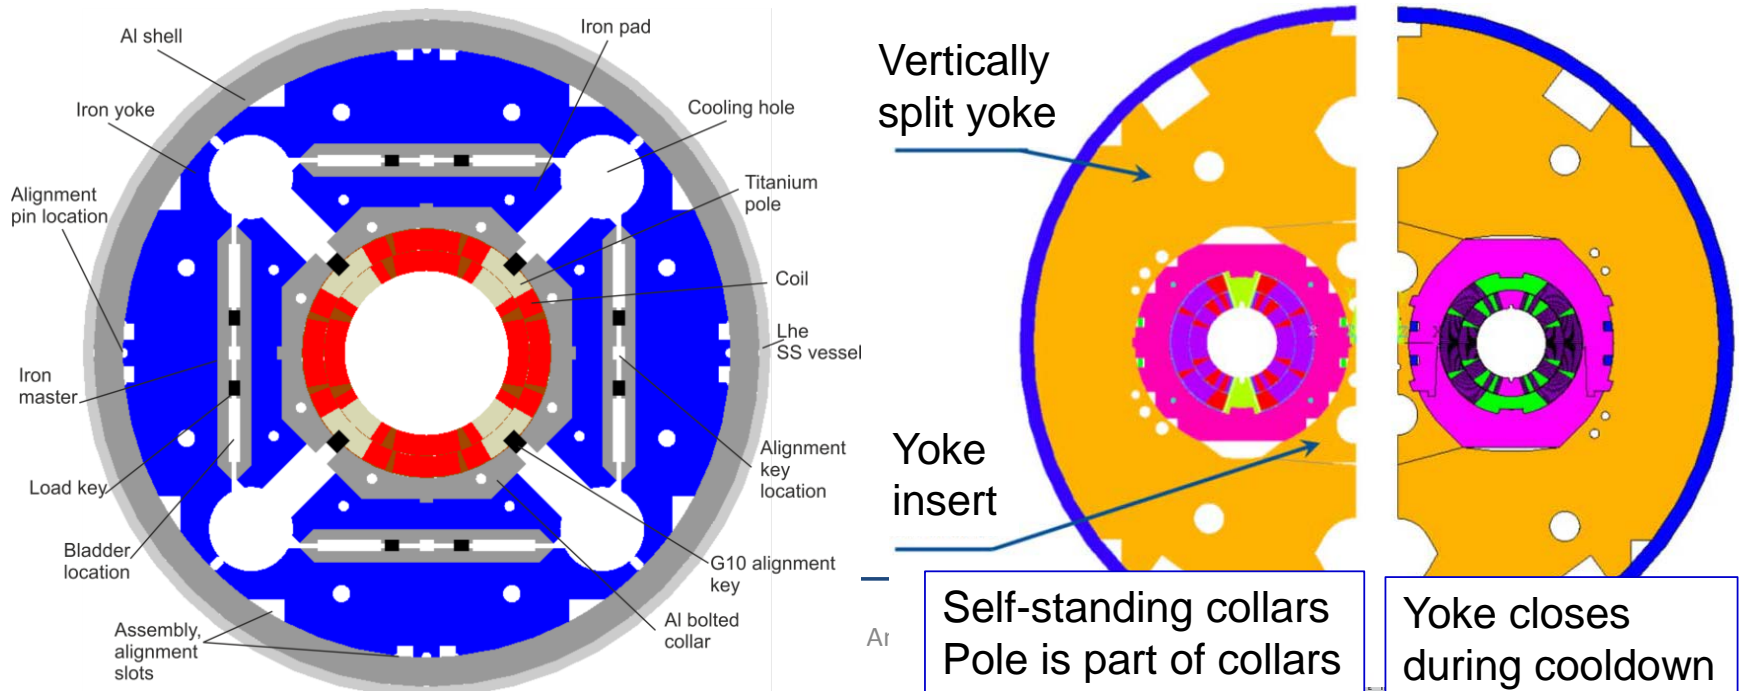 Al shell
Iron yoke
Alignment
pin location
Iron
master
Load key
Bladder
location
Assembly,
alignment
slots
Iron pad
Cooling hole
Titanium
pole
Coil
Lhe
SS vessel
Alignment
key
location
G10 alignment
key
Al bolted
collar
Vertically
split yoke
Yoke
insert
Ar
Self-standing collars
Pole is part of collars
Yoke closes
during cooldown